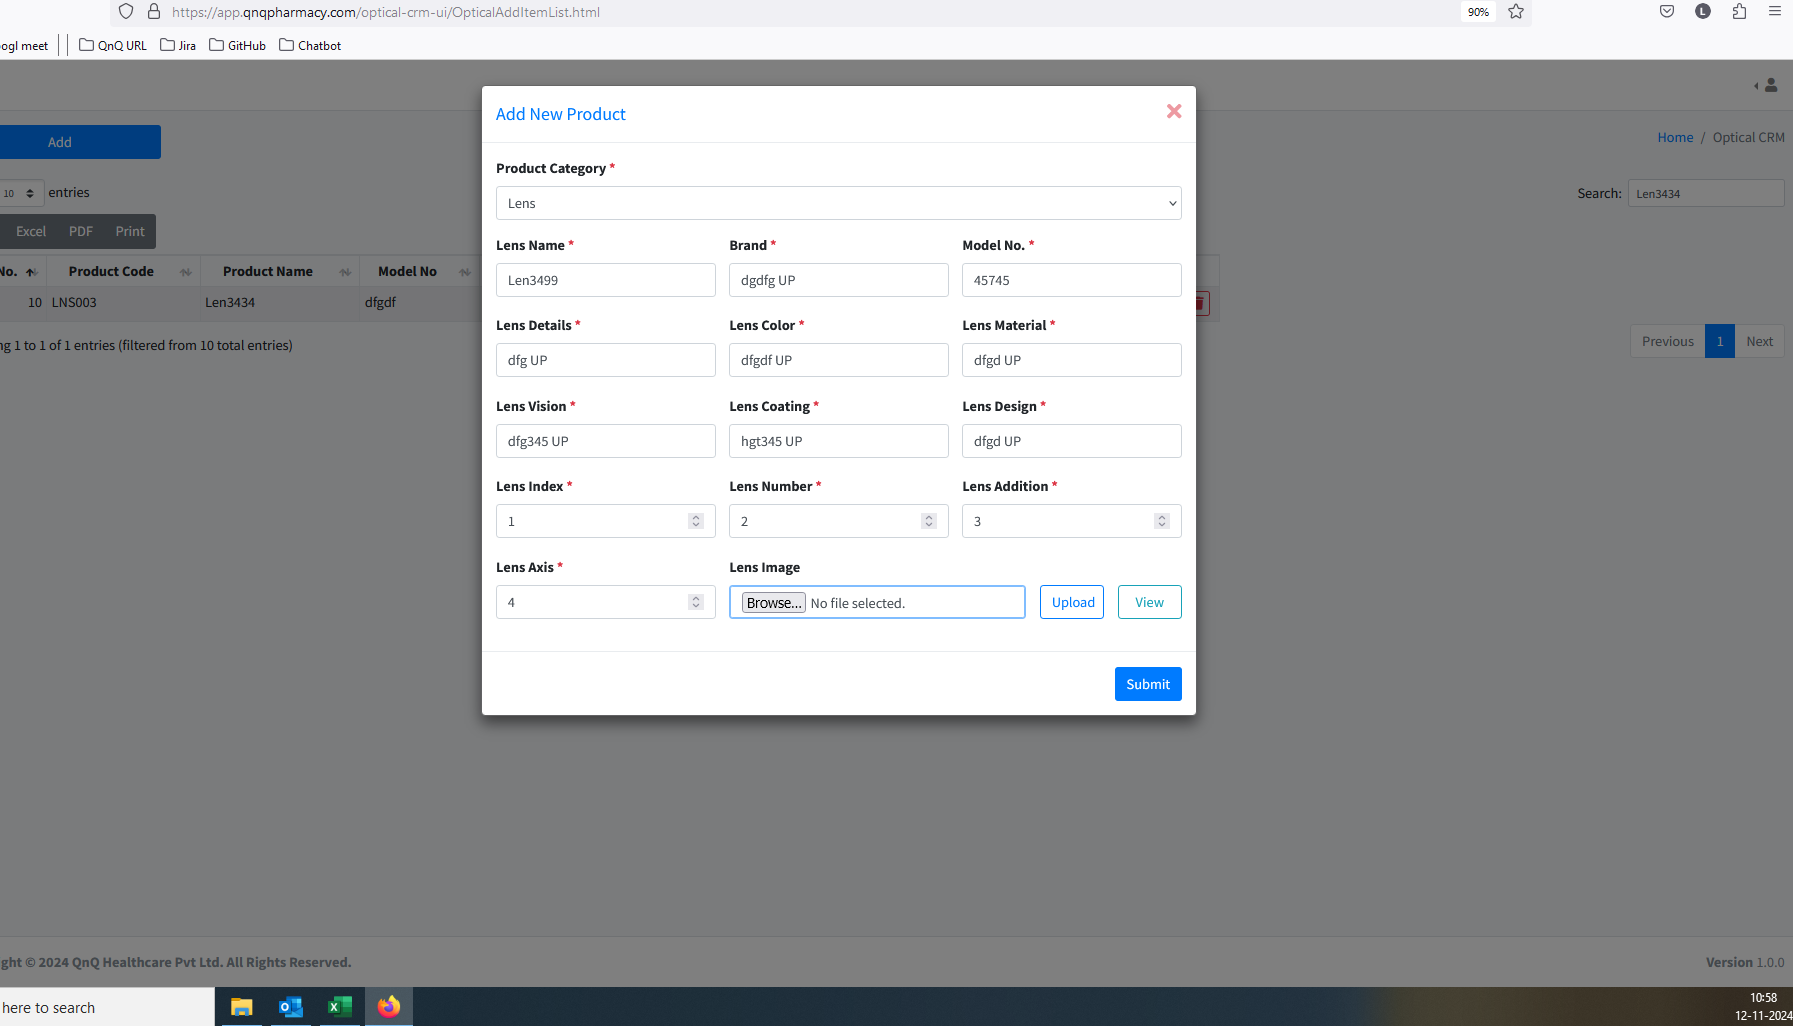 https://app.qnqpharmacy.com/optical-crm-ui/OpticalAddItemList.html
90%
L
ogl meet
QnQ URL
Jira
GitHub
Chatbot
Add New Product
Add
Home / Optical CRM
Product Category *
10 entries
Search: Len3434
Lens
Excel PDF Print
Lens Name * Brand * Model No. *
No. Product Code Product Name Model No
Len3499 dgdfg UP 45745
10 LNS003 Len3434 dfgdf
Lens Details * Lens Color * Lens Material *
ng 1 to 1 of 1 entries (filtered from 10 total entries)
Previous 1 Next
dfg UP dfgdf UP dfgd UP
Lens Vision * Lens Coating * Lens Design *
dfg345 UP hgt345 UP dfgd UP
Lens Index * Lens Number * Lens Addition *
1 2 3
Lens Axis * Lens Image
4 Browse... No file selected. Upload View
Submit
ght © 2024 QnQ Healthcare Pvt Ltd. All Rights Reserved.
Version 1.0.0
here to search
10:58
12-11-2024